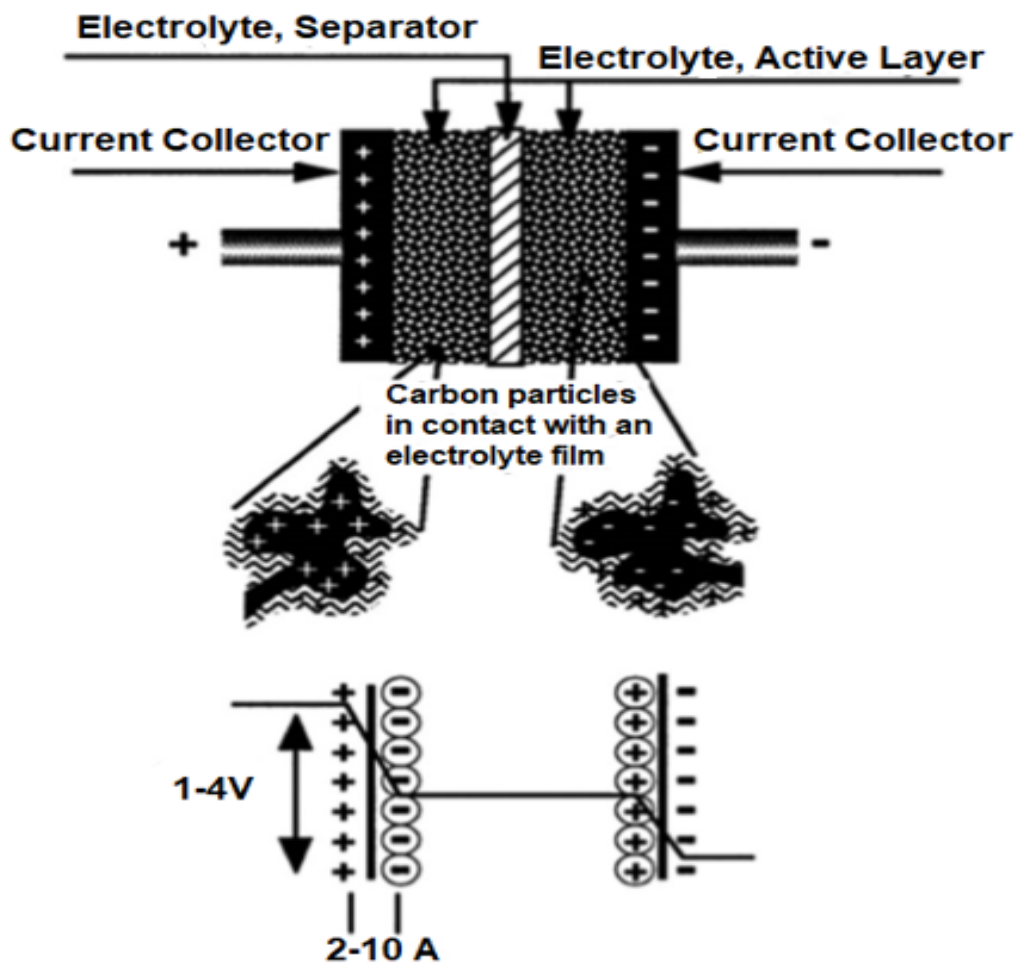 Electrolyte, Separator
Electrolyte, Active Layer
Current Collector
Current Collector
+
-
Carbon particles
in contact with an
electrolyte film
1-4V
2-10 A